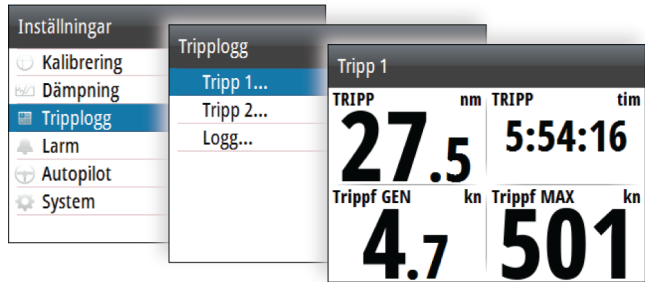 Inställningar
Kalibrering
Dämpning
Tripplogg
Larm
Autopilot
System
Tripplogg
Tripp 1...
Tripp 2...
Logg...
Tripp 1
TRIPP nm
27.5
TRIPP tim
5:54:16
Trippf GEN kn
4.7
Trippf MAX kn
501